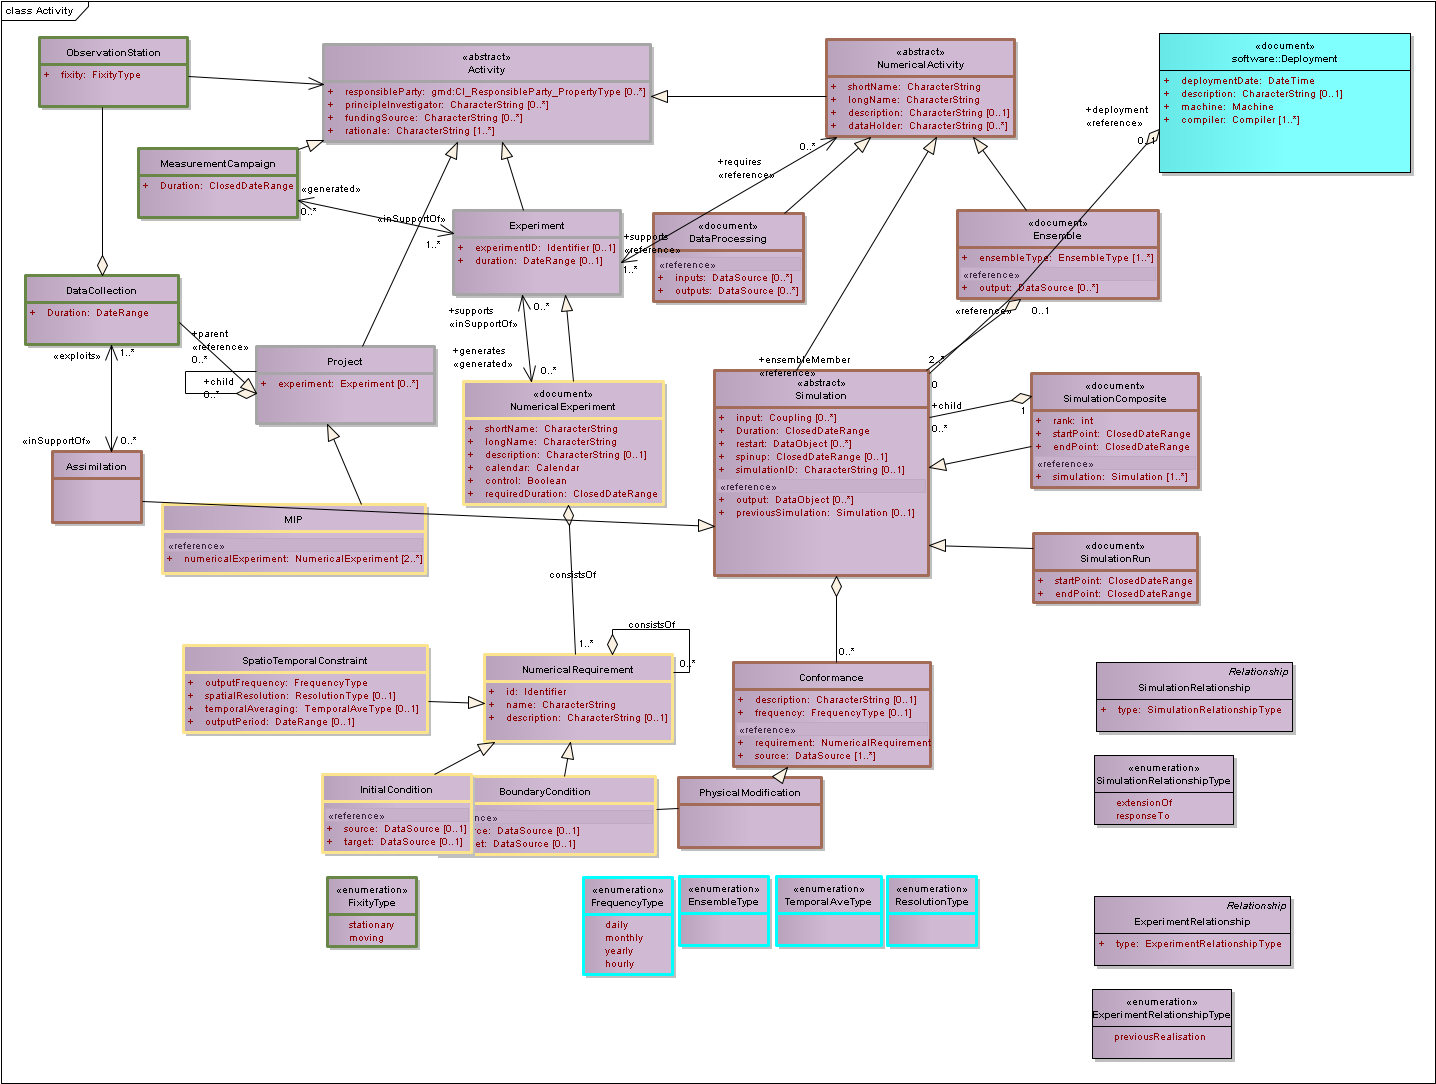 class Activity
ObservationStation
+ fixity: FixityType
«abstract»
Activity
+ responsibleParty: gmd:CI_ResponsibleParty_PropertyType [0..*]
+ principleInvestigator: CharacterString [0..*]
+ fundingSource: CharacterString [0..*]
+ rationale: CharacterString [1..*]
«abstract»
NumericalActivity
+ shortName: CharacterString
+ longName: CharacterString
+ description: CharacterString [0..1]
+ dataHolder: CharacterString [0..*]
«document»
software::Deployment
+ deploymentDate: DateTime
+ description: CharacterString [0..1]
+ machine: Machine
+ compiler: Compiler [1..*]
+deployment
«reference»
0..1
MeasurementCampaign
+ Duration: ClosedDateRange
«generated»
0..*
«inSupportOf»
1..*
+requires
«reference»
0..*
+supports
«reference»
1..*
Experiment
+ experimentID: Identifier [0..1]
+ duration: DateRange [0..1]
«document»
DataProcessing
«reference»
+ inputs: DataSource [0..*]
+ outputs: DataSource [0..*]
«document»
Ensemble
+ ensembleType: EnsembleType [1..*]
«reference»
+ output: DataSource [0..*]
«reference»
0..1
DataCollection
+ Duration: DateRange
«exploits»
1..*
+parent
«reference»
0..*
+child
0..*
Project
+ experiment: Experiment [0..*]
+supports
«inSupportOf»
0..*
+generates
«generated»
0..*
+ensembleMember
«reference»
2..*
0
«document»
NumericalExperiment
+ shortName: CharacterString
+ longName: CharacterString
+ description: CharacterString [0..1]
+ calendar: Calendar
+ control: Boolean
+ requiredDuration: ClosedDateRange
«abstract»
Simulation
+ input: Coupling [0..*]
+ Duration: ClosedDateRange
+ restart: DataObject [0..*]
+ spinup: ClosedDateRange [0..1]
+ simulationID: CharacterString [0..1]
«reference»
+ output: DataObject [0..*]
+ previousSimulation: Simulation [0..1]
+child
0..*
1
«document»
SimulationComposite
+ rank: int
+ startPoint: ClosedDateRange
+ endPoint: ClosedDateRange
«reference»
+ simulation: Simulation [1..*]
«inSupportOf»
0..*
Assimilation
MIP
«reference»
+ numericalExperiment: NumericalExperiment [2..*]
«document»
SimulationRun
+ startPoint: ClosedDateRange
+ endPoint: ClosedDateRange
consistsOf
1..*
consistsOf
0..*
0..*
SpatioTemporalConstraint
+ outputFrequency: FrequencyType
+ spatialResolution: ResolutionType [0..1]
+ temporalAveraging: TemporalAveType [0..1]
+ outputPeriod: DateRange [0..1]
NumericalRequirement
+ id: Identifier
+ name: CharacterString
+ description: CharacterString [0..1]
Conformance
+ description: CharacterString [0..1]
+ frequency: FrequencyType [0..1]
«reference»
+ requirement: NumericalRequirement
+ source: DataSource [1..*]
Relationship
SimulationRelationship
+ type: SimulationRelationshipType
«enumeration»
SimulationRelationshipType
extensionOf
responseTo
InitialCondition
«reference»
+ source: DataSource [0..1]
+ target: DataSource [0..1]
BoundaryCondition
nce»
rce: DataSource [0..1]
et: DataSource [0..1]
PhysicalModification
«enumeration»
FixityType
stationary
moving
«enumeration»
FrequencyType
daily
monthly
yearly
hourly
«enumeration»
EnsembleType
«enumeration»
TemporalAveType
«enumeration»
ResolutionType
Relationship
ExperimentRelationship
+ type: ExperimentRelationshipType
«enumeration»
ExperimentRelationshipType
previousRealisation